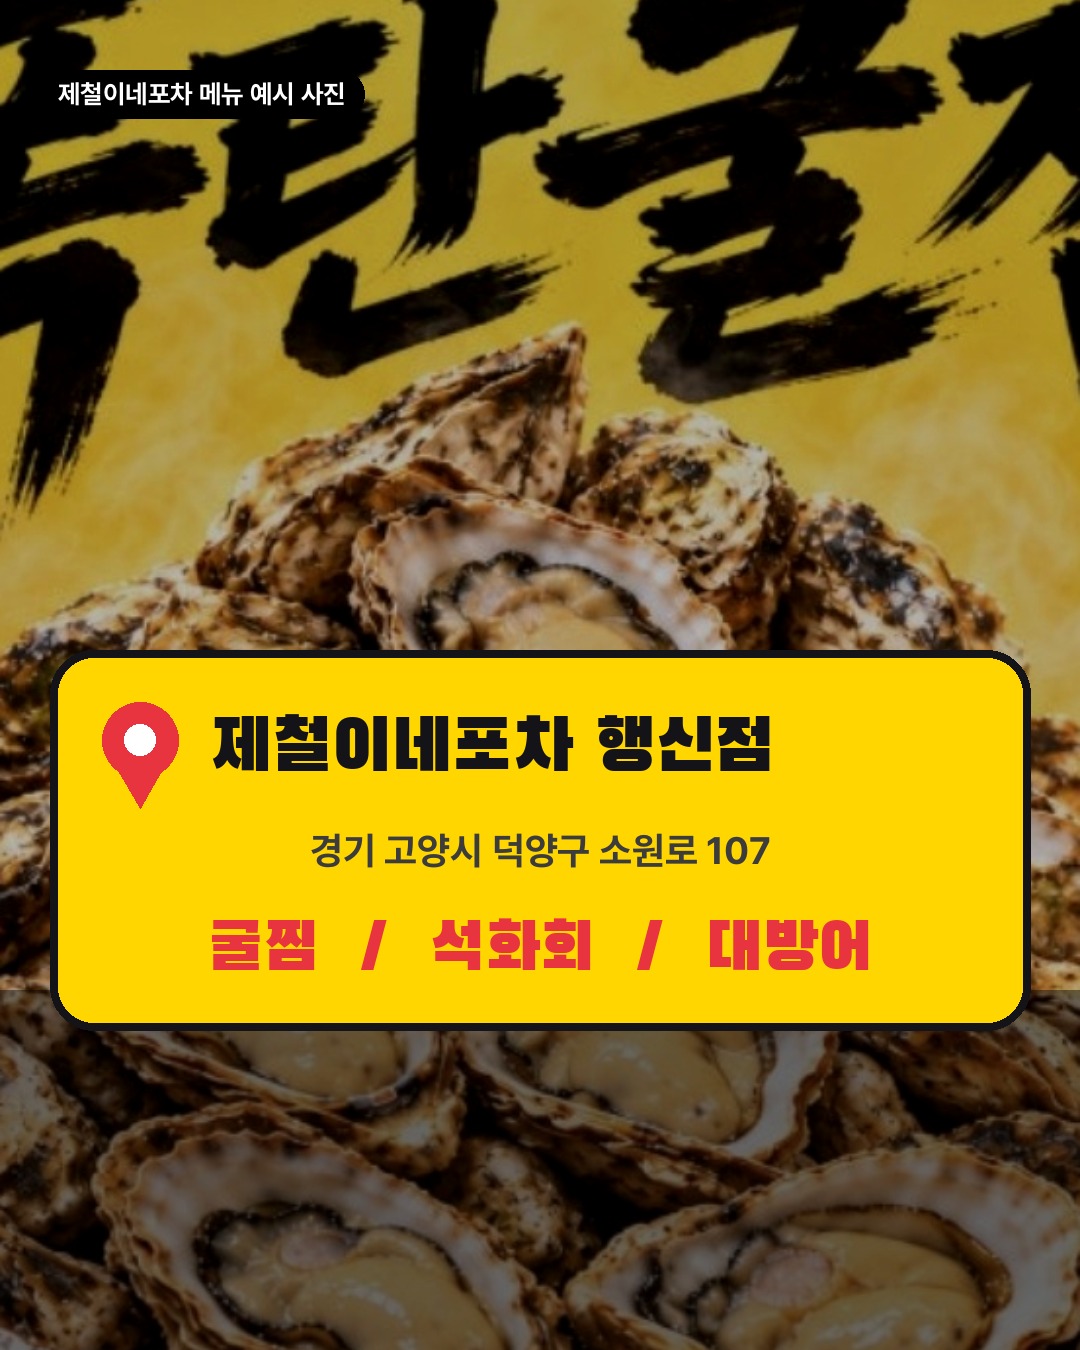 제철이네포차 메뉴 예시 사진
탄굴
제철이네포차 행신점
경기 고양시 덕양구 소원로 107
굴찜 / 석화회 / 대방어